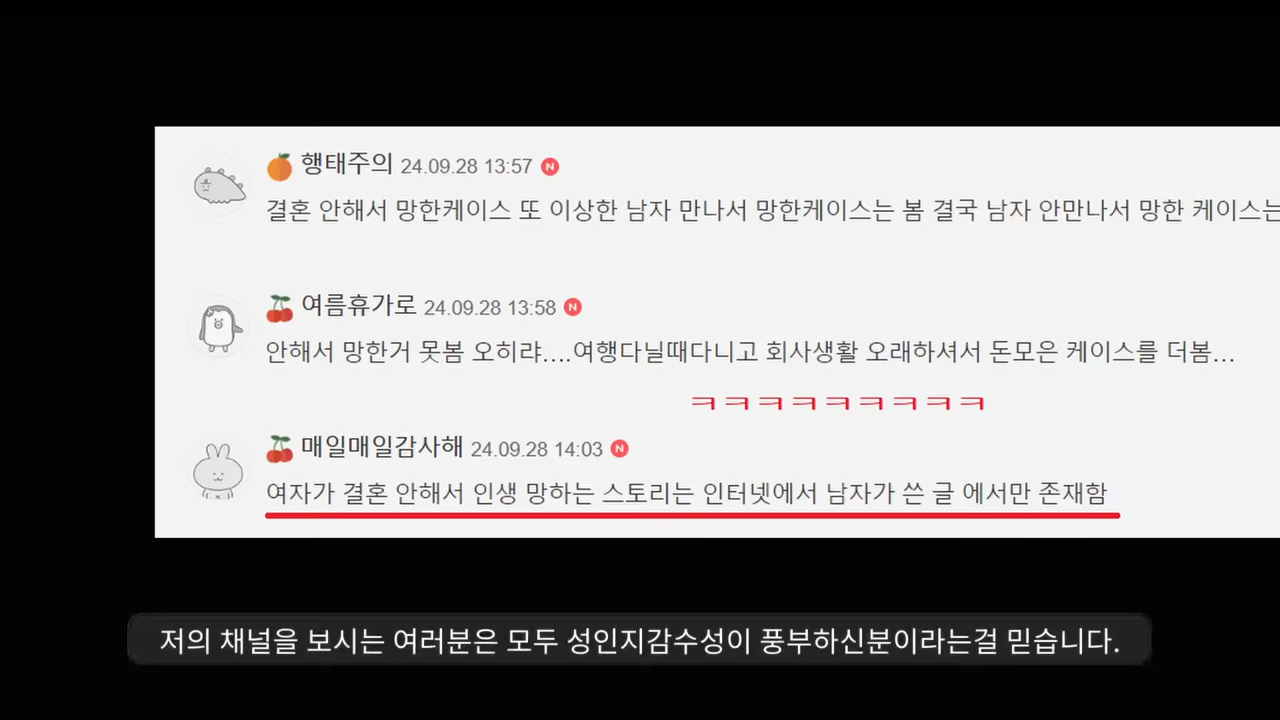 행태주의 24.09.28 13:57 N
결혼 안해서 망한케이스 또 이상한 남자 만나서 망한케이스는 봄 결국 남자 안만나서 망한 케이스는
여름휴가로 24.09.28 13:58 N
안해서 망한거 못봄 오히랴....여행다닐때다니고 회사생활 오래하셔서 돈모은 케이스를 더봄...
ㅋㅋㅋㅋㅋㅋㅋㅋㅋ
매일매일감사해 24.09.28 14:03 N
여자가 결혼 안해서 인생 망하는 스토리는 인터넷에서 남자가 쓴 글 에서만 존재함
저의 채널을 보시는 여러분은 모두 성인지감수성이 풍부하신분이라는걸 믿습니다.